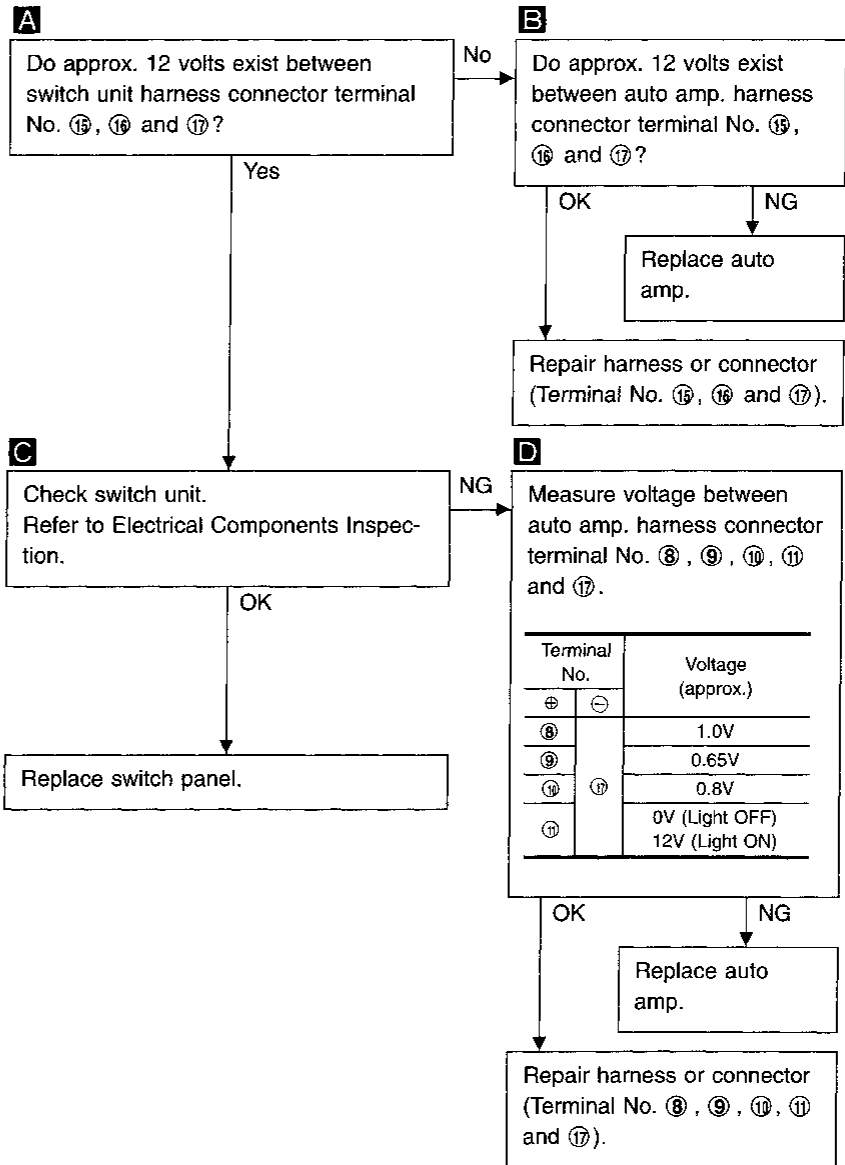 A
Do approx. 12 volts exist between
switch unit harness connector terminal
No. ⑮, ⑯ and ⑰?
No
B
Do approx. 12 volts exist
between auto amp. harness
connector terminal No. ⑮,
⑯ and ⑰?
Yes
OK
NG
Replace auto
amp.
Repair harness or connector
(Terminal No. ⑮, ⑯ and ⑰).
C
Check switch unit.
Refer to Electrical Components Inspec-
tion.
NG
OK
Replace switch panel.
D
Measure voltage between
auto amp. harness connector
terminal No. ⑧, ⑨, ⑩, ⑪
and ⑰.
Terminal
No.
Voltage
(approx.)
⊕ ⊖
⑧ 1.0V
⑨ 0.65V
⑩ ⑰ 0.8V
⑪ 0V (Light OFF)
12V (Light ON)
OK
NG
Replace auto
amp.
Repair harness or connector
(Terminal No. ⑧, ⑨, ⑩, ⑪
and ⑰).